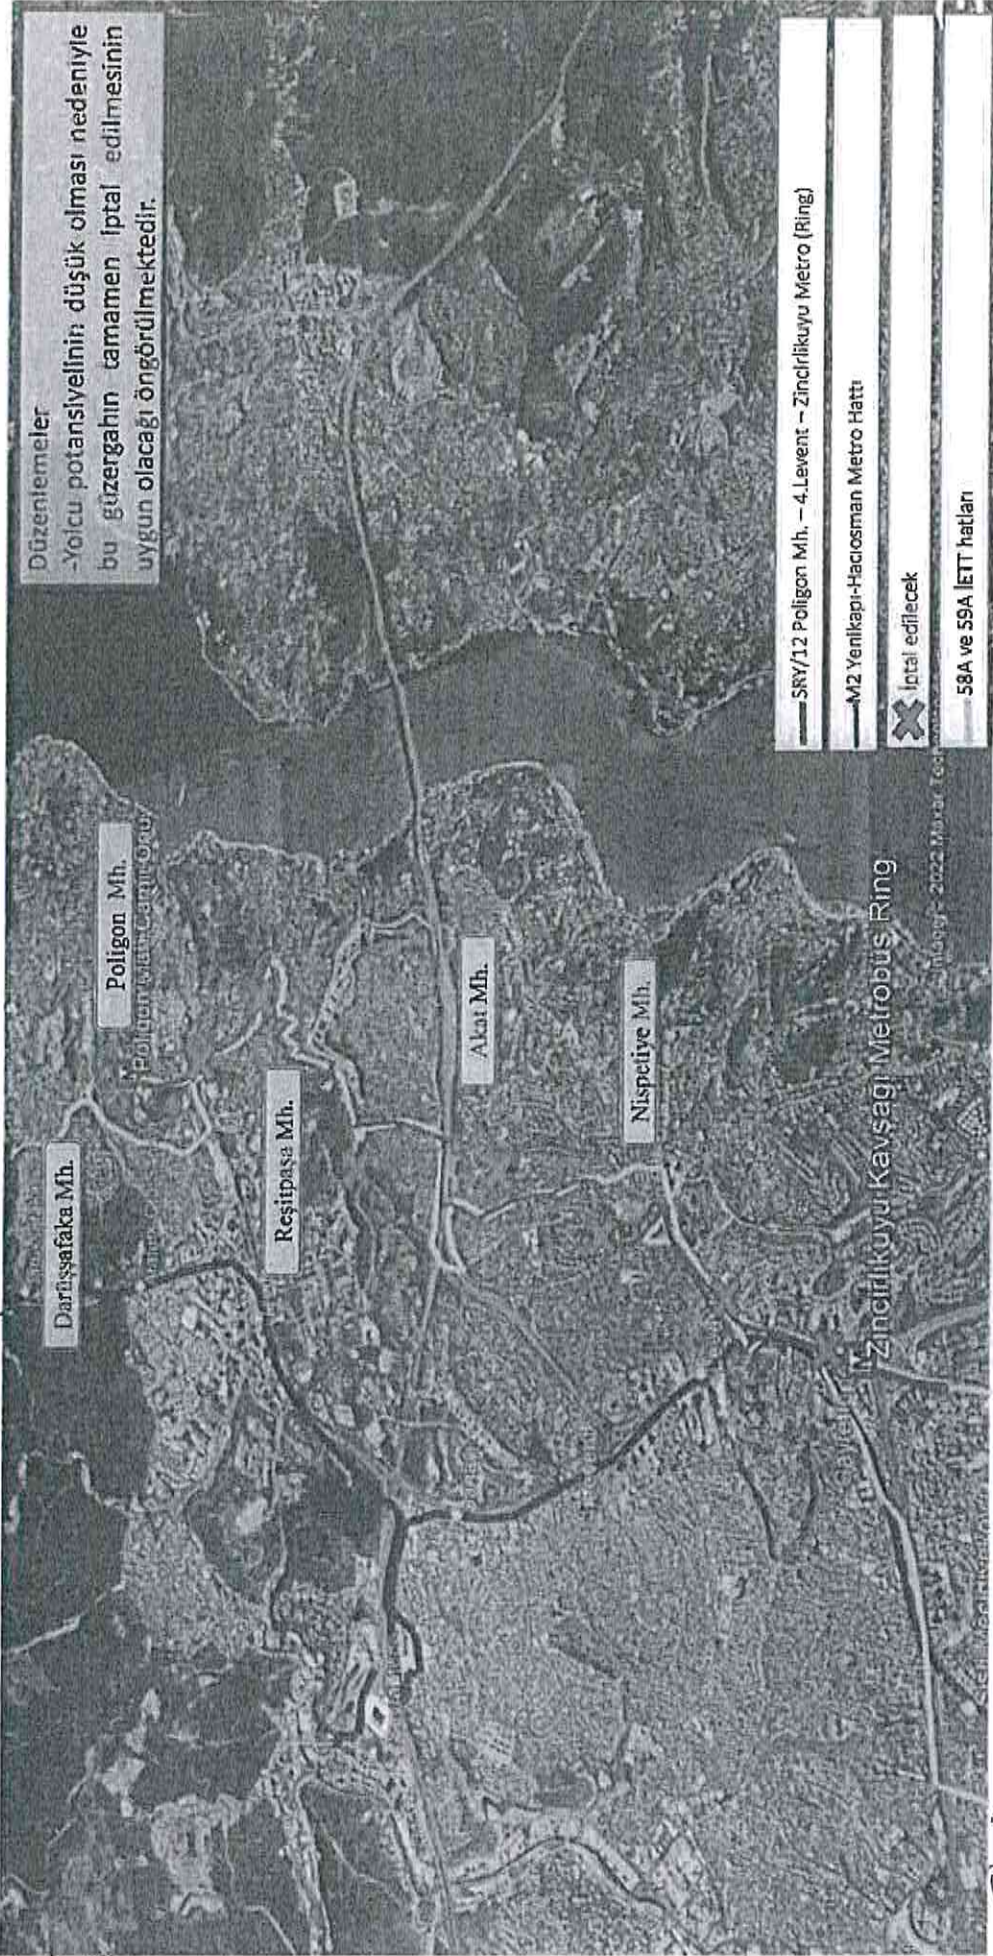 Düzenlemeler
-Yolcu potansiyelinin düşük olması nedeniyle
bu güzergahın tamamen iptal edilmesinin
uygun olacağı öngörülmektedir.
Poligon Mh.
Darüşşafaka Mh.
Reşitpaşa Mh.
Akat Mh.
Nispetiye Mh.
Zincirlikuyu Kavşağı Metrobüs Ring
SRY/12 Poligon Mh. – 4.Levent – Zincirlikuyu Metro (Ring)
M2 Yenikapı-Hacıosman Metro Hattı
İptal edilecek
58A ve 59A İETT hatları